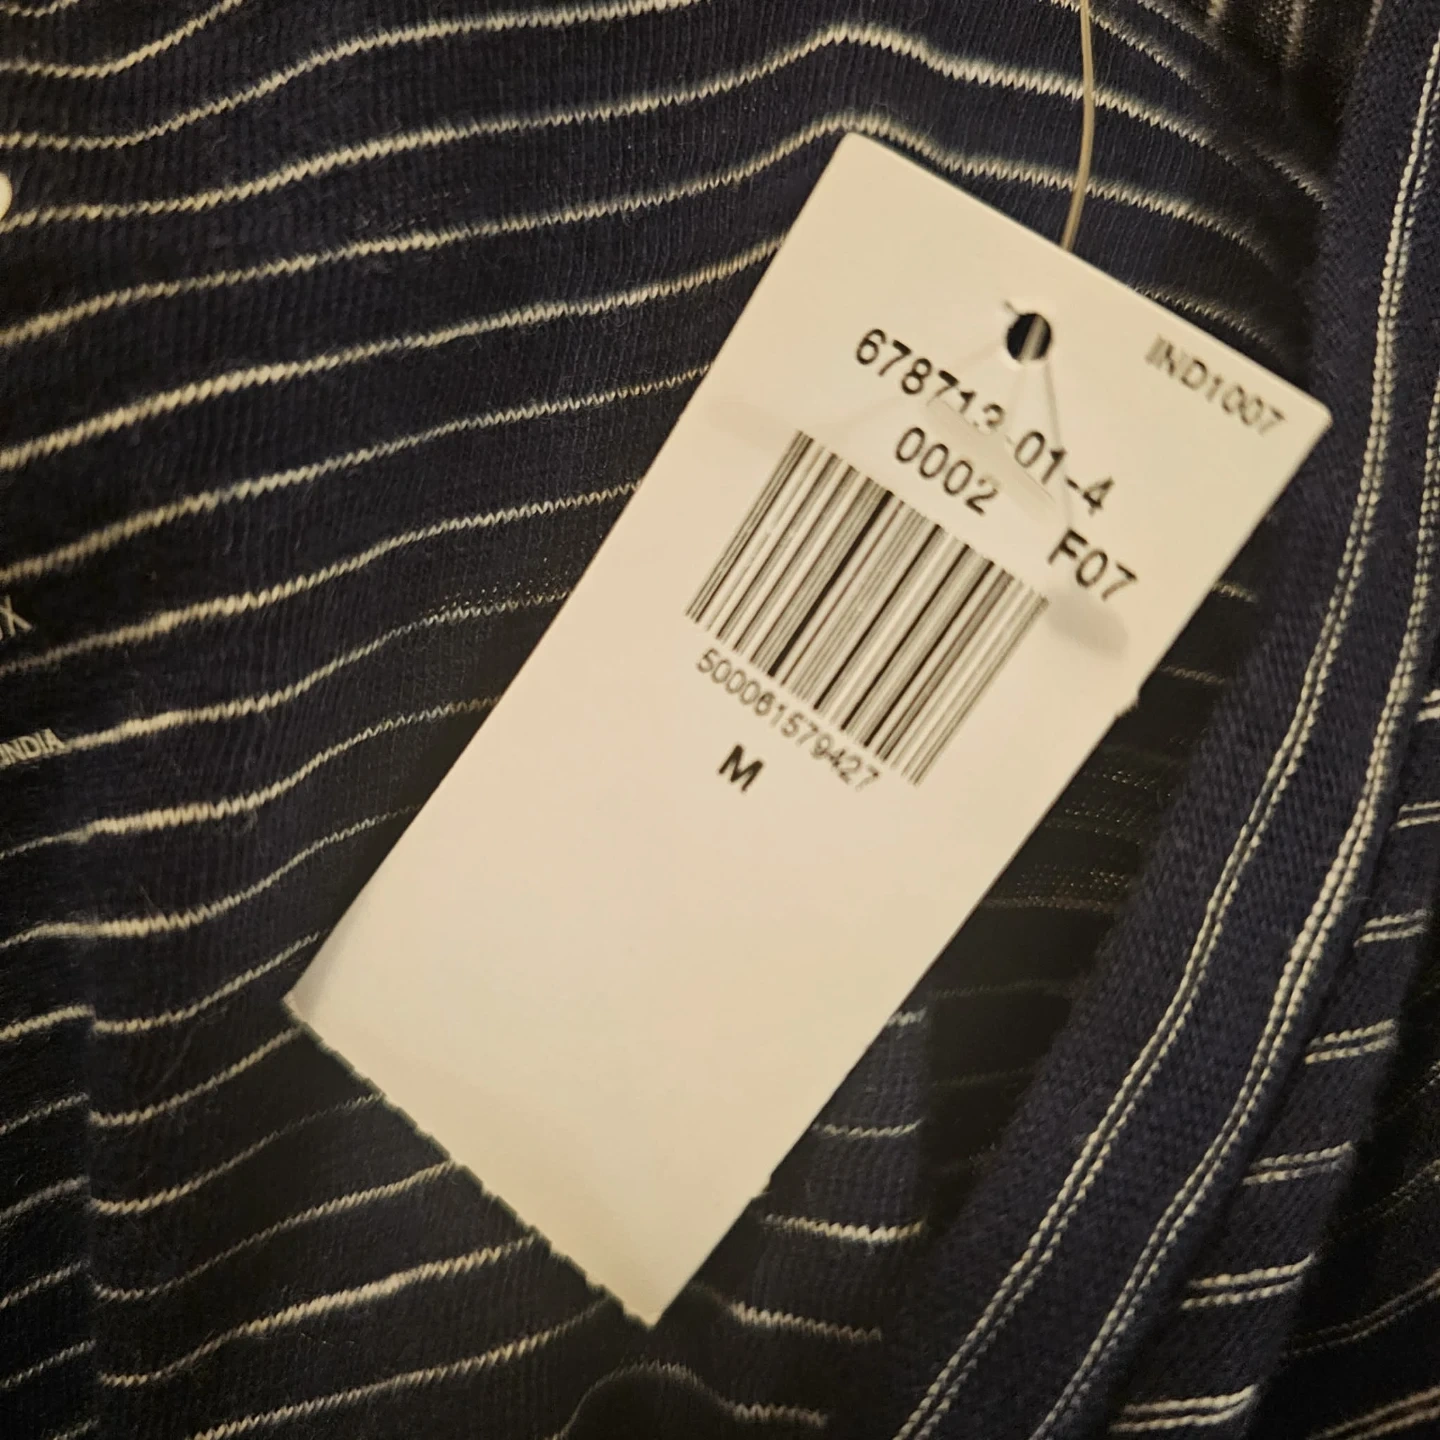 IND1007
678713-01-4
0002
F07
500061579427
M
INDIA